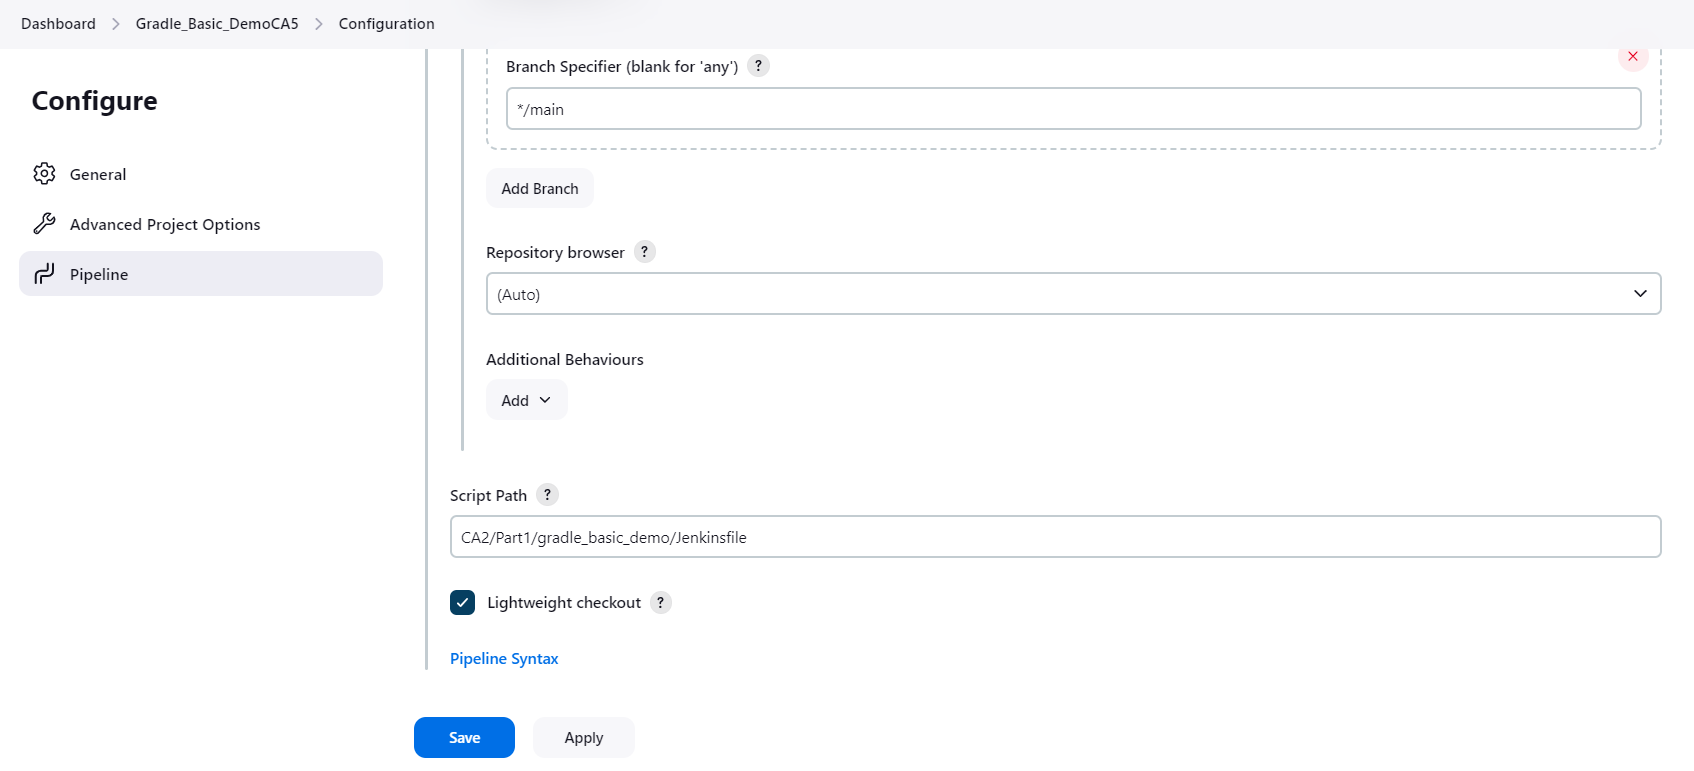 Dashboard > Gradle_Basic_DemoCA5 > Configuration
Configure
General
Advanced Project Options
Pipeline
Branch Specifier (blank for 'any') ?
*/main
Add Branch
Repository browser ?
(Auto)
Additional Behaviours
Add
Script Path ?
CA2/Part1/gradle_basic_demo/Jenkinsfile
Lightweight checkout ?
Pipeline Syntax
Save Apply